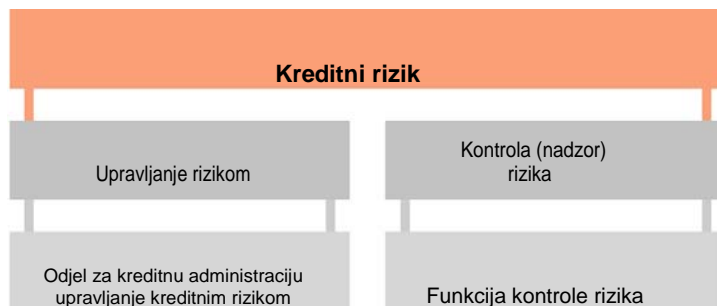 Kreditni rizik
Upravljanje rizikom
Kontrola (nadzor)
rizika
Odjel za kreditnu administraciju
upravljanje kreditnim rizikom
Funkcija kontrole rizika